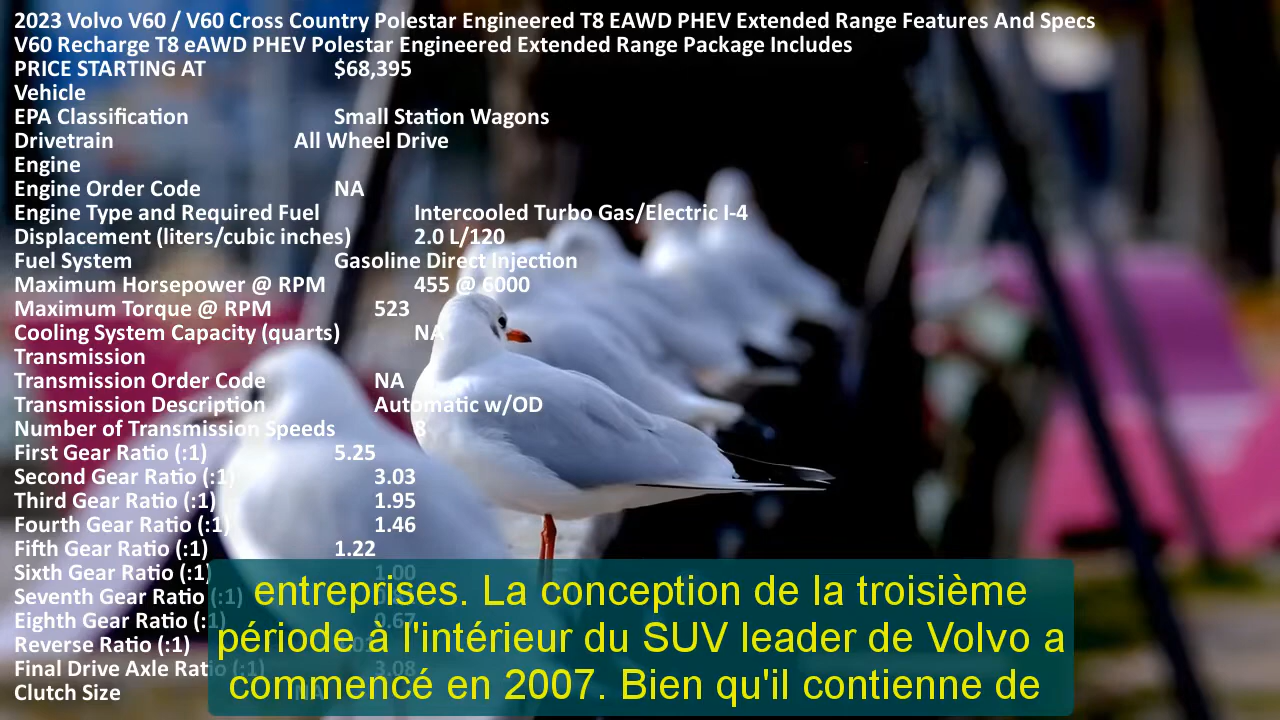 2023 Volvo V60 / V60 Cross Country Polestar Engineered T8 EAWD PHEV Extended Range Features And Specs
V60 Recharge T8 eAWD PHEV Polestar Engineered Extended Range Package Includes
PRICE STARTING AT $68,395
Vehicle
EPA Classification Small Station Wagons
Drivetrain All Wheel Drive
Engine
Engine Order Code NA
Engine Type and Required Fuel Intercooled Turbo Gas/Electric I-4
Displacement (liters/cubic inches) 2.0 L/120
Fuel System Gasoline Direct Injection
Maximum Horsepower @ RPM 455 @ 6000
Maximum Torque @ RPM 523
Cooling System Capacity (quarts) NA
Transmission
Transmission Order Code NA
Transmission Description Automatic w/OD
Number of Transmission Speeds 8
First Gear Ratio (:1) 5.25
Second Gear Ratio (:1) 3.03
Third Gear Ratio (:1) 1.95
Fourth Gear Ratio (:1) 1.46
Fifth Gear Ratio (:1) 1.22
Sixth Gear Ratio (:1) 1.00
Seventh Gear Ratio (:1)
Eighth Gear Ratio (:1) 0.67
Reverse Ratio (:1)
Final Drive Axle Ratio (:1) 3.08
Clutch Size NA
entreprises. La conception de la troisième
période à l'intérieur du SUV leader de Volvo a
commencé en 2007. Bien qu'il contienne de